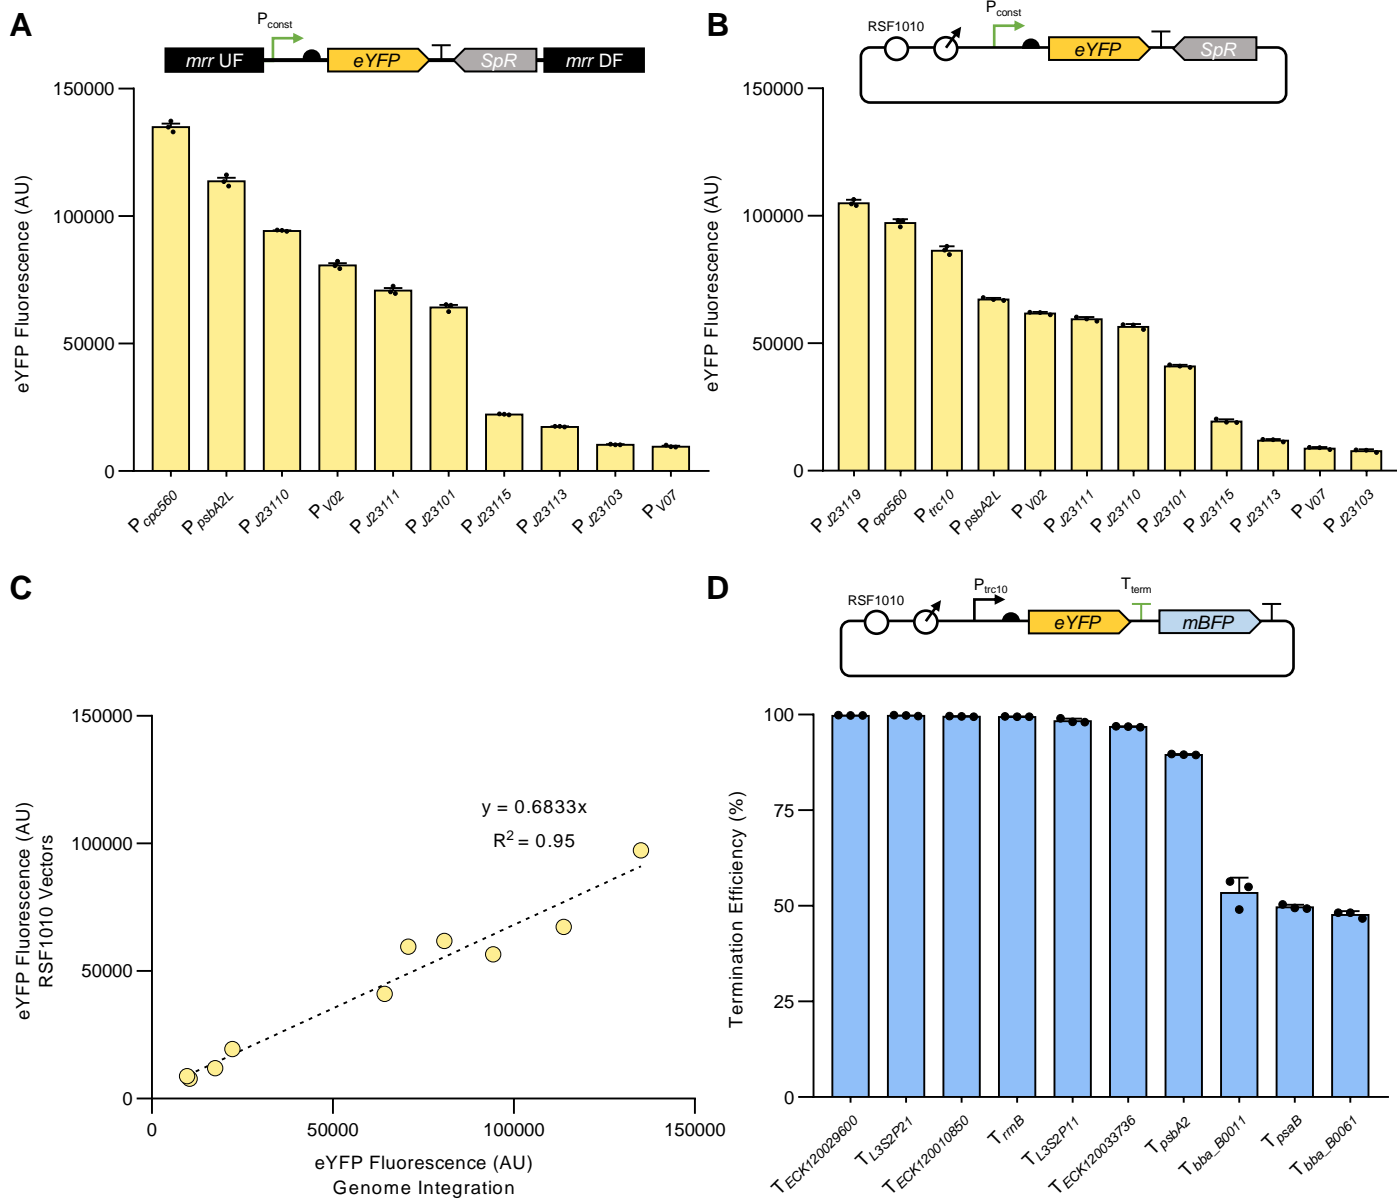 A
P const
mrr UF
eYFP
SpR
mrr DF
150000
100000
50000
0
eYFP Fluorescence (AU)
P cpc560
P psbA2L
P J23110
P V02
P J23111
P J23101
P J23115
P J23113
P J23103
P V07
B
RSF1010
P const
eYFP
SpR
150000
100000
50000
0
eYFP Fluorescence (AU)
P J23119
P cpc560
P trc10
P psbA2L
P V02
P J23111
P J23110
P J23101
P J23115
P J23113
P V07
P J23103
C
150000
100000
50000
0
eYFP Fluorescence (AU)
RSF1010 Vectors
y = 0.6833x
R2 = 0.95
0
50000
100000
150000
eYFP Fluorescence (AU)
Genome Integration
D
RSF1010
P trc10
T term
eYFP
mBFP
100
75
50
25
0
Termination Efficiency (%)
T ECK120029600
T L3S2P21
T ECK120010850
T rrnB
T L3S2P11
T ECK120033736
T psbA2
T bba_B0011
T psaB
T bba_B0061